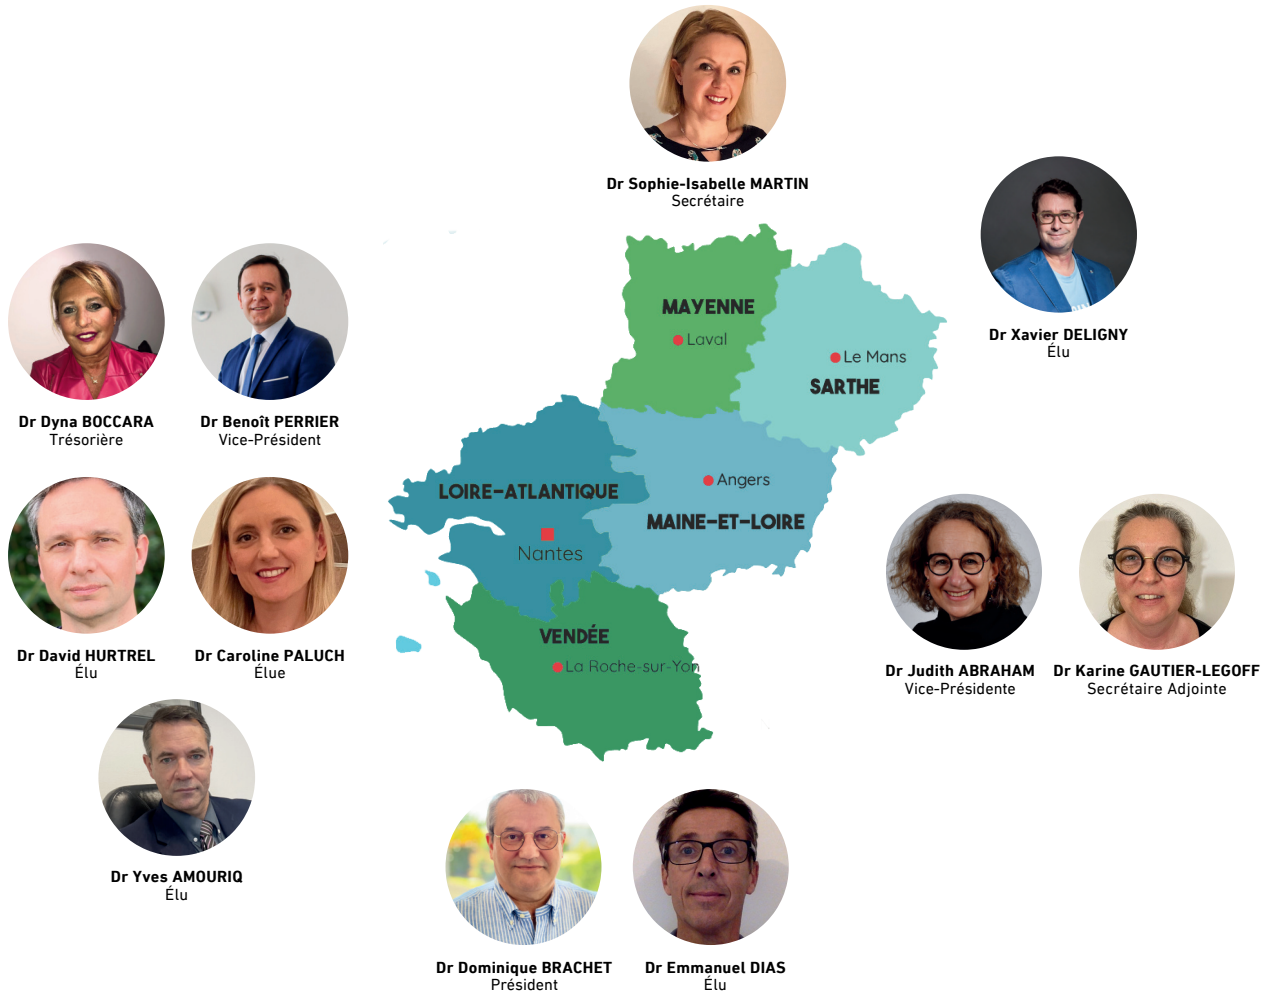 Dr Sophie-Isabelle MARTIN
Secrétaire
Dr Xavier DELIGNY
Élu
Dr Dyna BOCCARA
Trésorière
Dr Benoît PERRIER
Vice-Président
MAYENNE
Laval
Le Mans
SARTHE
Angers
LOIRE-ATLANTIQUE
MAINE-ET-LOIRE
Nantes
VENDÉE
La Roche-sur-Yon
Dr David HURTREL
Élu
Dr Caroline PALUCH
Élue
Dr Judith ABRAHAM
Vice-Présidente
Dr Karine GAUTIER-LEGOFF
Secrétaire Adjointe
Dr Yves AMOURIQ
Élu
Dr Dominique BRACHET
Président
Dr Emmanuel DIAS
Élu